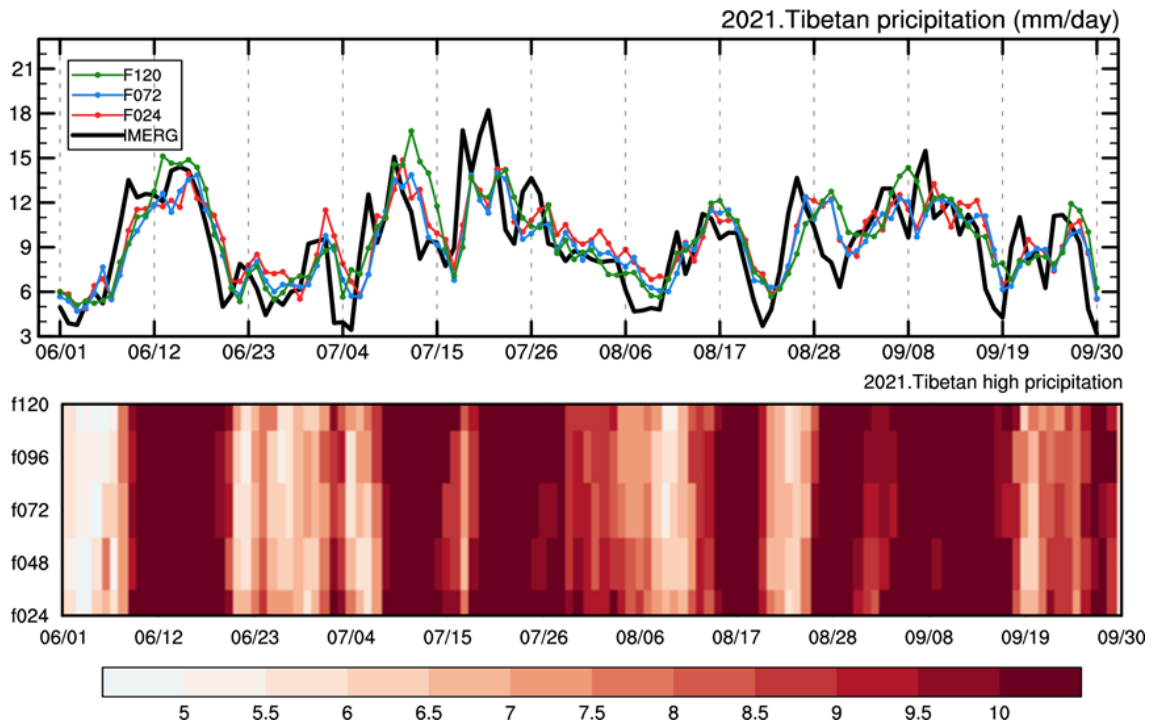 2021.Tibetan pricipitation (mm/day)
21
18
15
12
9
6
3
F120
F072
F024
IMERG
06/01 06/12 06/23 07/04 07/15 07/26 08/06 08/17 08/28 09/08 09/19 09/30
2021.Tibetan high pricipitation
f120
f096
f072
f048
f024
06/01 06/12 06/23 07/04 07/15 07/26 08/06 08/17 08/28 09/08 09/19 09/30
5 5.5 6 6.5 7 7.5 8 8.5 9 9.5 10